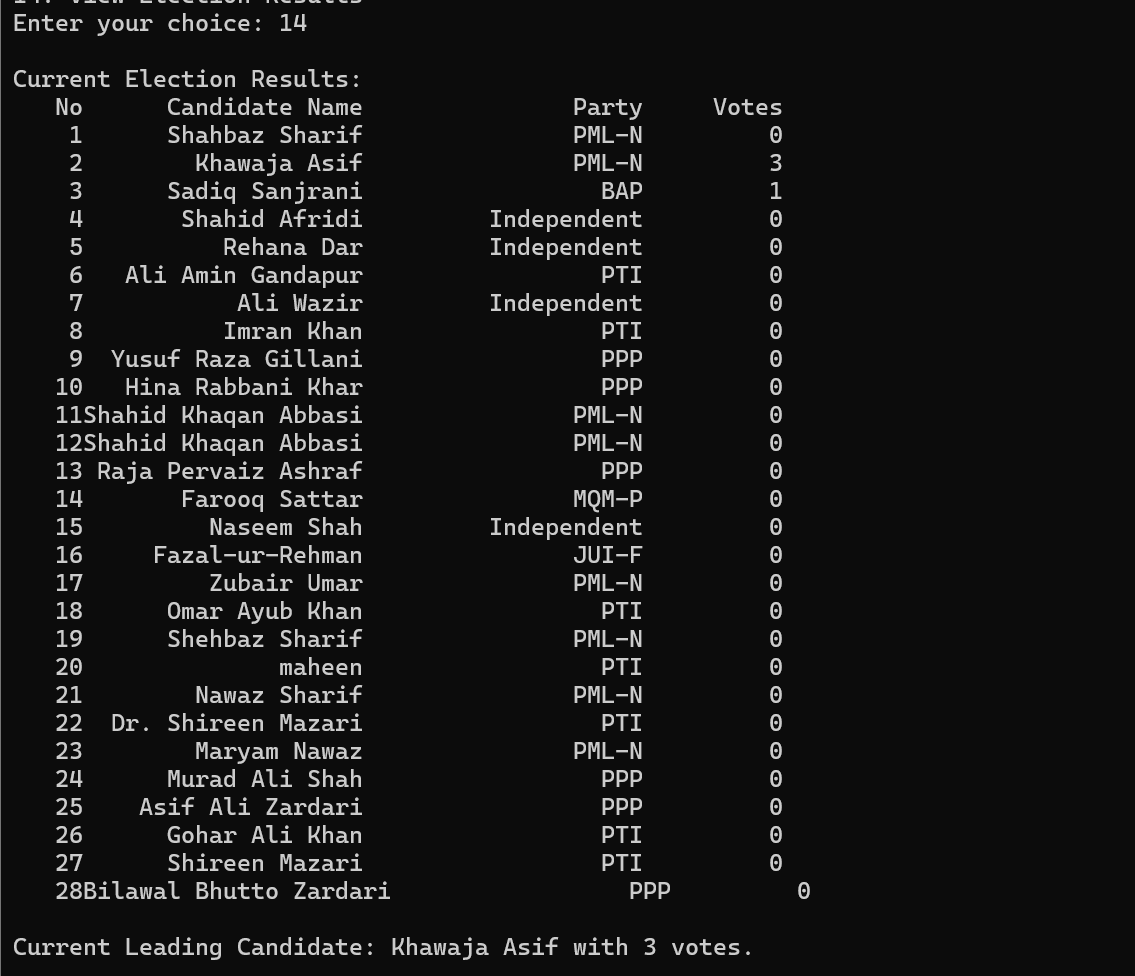 14. View Election Results
Enter your choice: 14

Current Election Results:
   No      Candidate Name               Party     Votes
    1      Shahbaz Sharif               PML-N         0
    2        Khawaja Asif               PML-N         3
    3      Sadiq Sanjrani                 BAP         1
    4       Shahid Afridi         Independent         0
    5          Rehana Dar         Independent         0
    6   Ali Amin Gandapur                 PTI         0
    7           Ali Wazir         Independent         0
    8          Imran Khan                 PTI         0
    9  Yusuf Raza Gillani                 PPP         0
   10   Hina Rabbani Khar                 PPP         0
   11Shahid Khaqan Abbasi               PML-N         0
   12Shahid Khaqan Abbasi               PML-N         0
   13 Raja Pervaiz Ashraf                 PPP         0
   14       Farooq Sattar               MQM-P         0
   15         Naseem Shah         Independent         0
   16     Fazal-ur-Rehman               JUI-F         0
   17         Zubair Umar               PML-N         0
   18      Omar Ayub Khan                 PTI         0
   19      Shehbaz Sharif               PML-N         0
   20              maheen                 PTI         0
   21        Nawaz Sharif               PML-N         0
   22  Dr. Shireen Mazari                 PTI         0
   23        Maryam Nawaz               PML-N         0
   24      Murad Ali Shah                 PPP         0
   25    Asif Ali Zardari                 PPP         0
   26      Gohar Ali Khan                 PTI         0
   27      Shireen Mazari                 PTI         0
   28Bilawal Bhutto Zardari                 PPP         0

Current Leading Candidate: Khawaja Asif with 3 votes.